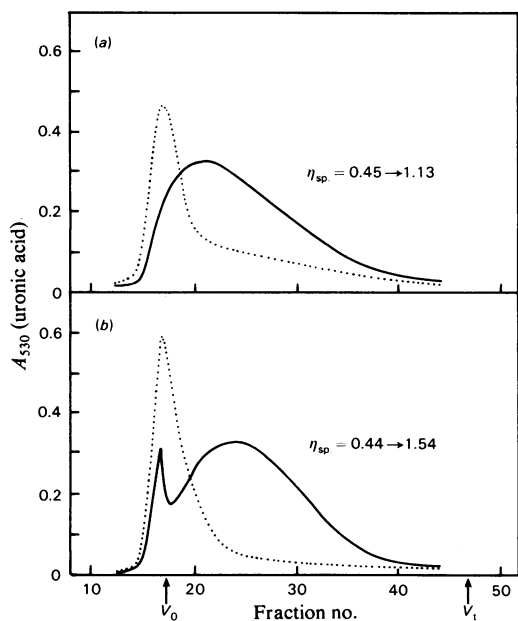 0.6
(a)
0.4
ηsp. = 0.45→1.13
0.2
0
A530 (uronic acid)
(b)
0.6
0.4
ηsp = 0.44→1.54
0.2
0
10 20 30 40 50
V0 Fraction no. Vt